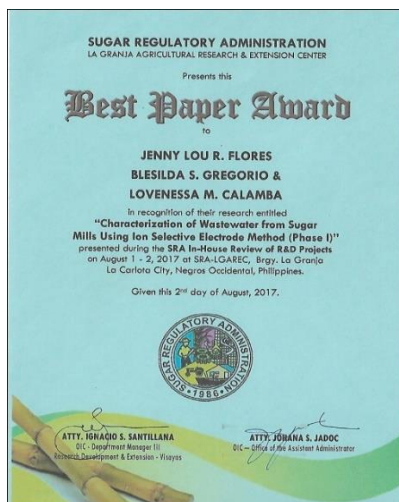 SUGAR REGULATORY ADMINISTRATION
LA GRANJA AGRICULTURAL RESEARCH & EXTENSION CENTER
Presents this
Best Paper Award
to
JENNY LOU R. FLORES
BLESILDA S. GREGORIO &
LOVENESSA M. CALAMBA
in recognition of their research entitled
"Characterization of Wastewater from Sugar
Mills Using Ion Selective Electrode Method (Phase I)"
presented during the SRA In-House Review of R&D Projects
on August 1 - 2, 2017 at SRA-LGAREC, Brgy. La Granja
La Carlota City, Negros Occidental, Philippines.
Given this 2nd day of August, 2017.
SUGAR REGULATORY ADMINISTRATION
• 1986 •
ATTY. IGNACIO S. SANTILLANA
OIC - Department Manager III
Research Development & Extension - Visayas
ATTY. JOHANA S. JADOC
OIC – Office of the Assistant Administrator